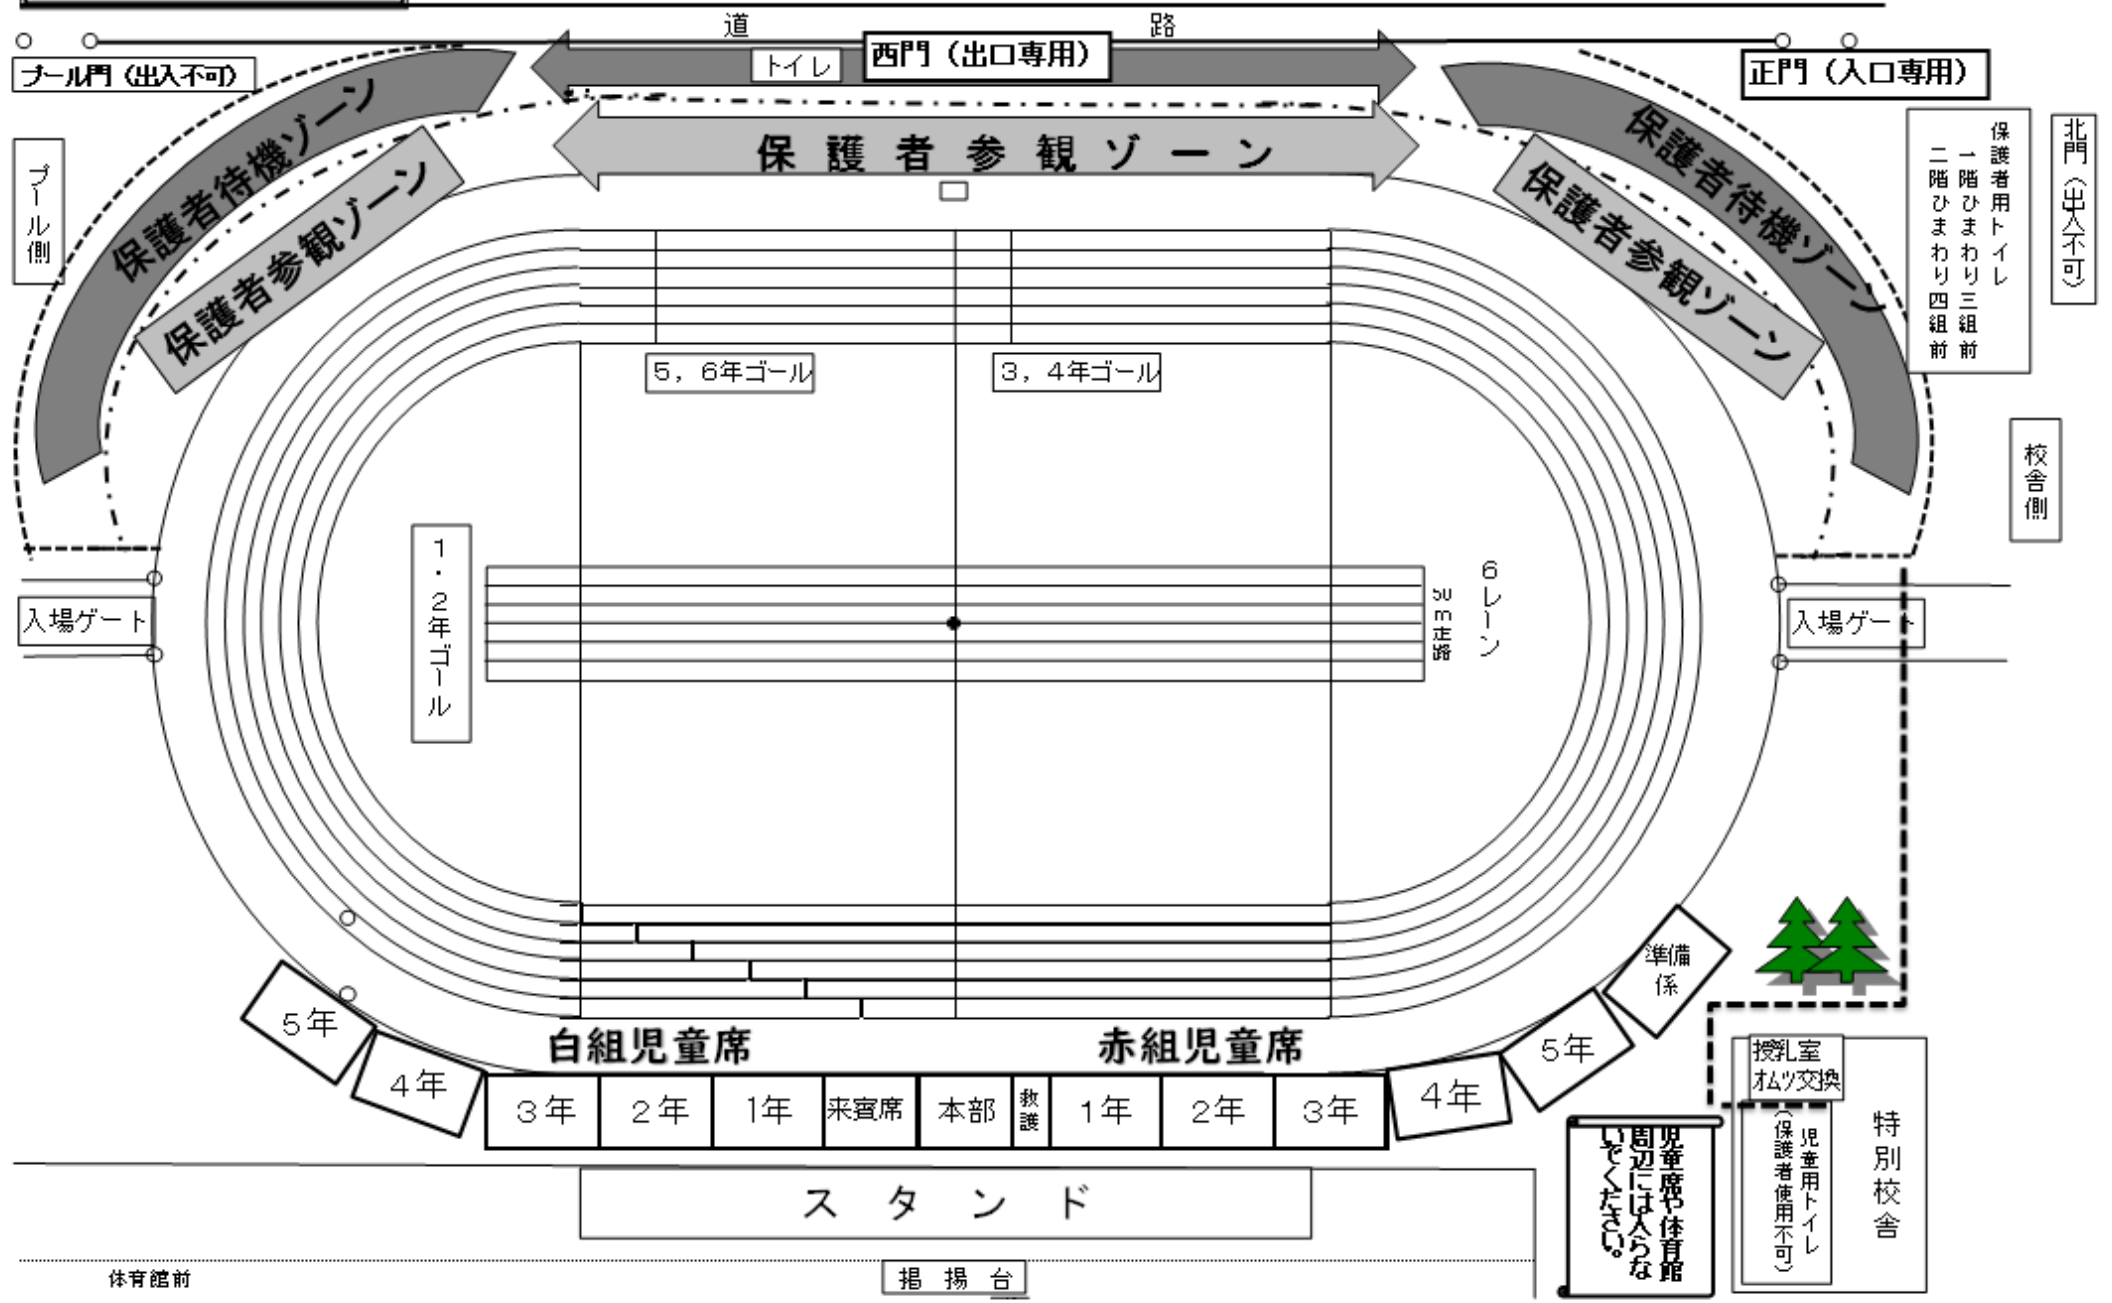 道　路
プール門（出入不可）
トイレ
西門（出口専用）
正門（入口専用）
保護者待機ゾーン
保護者参観ゾーン
保護者参観ゾーン
保護者待機ゾーン
保護者参観ゾーン
プール側
保護者用トイレ
一階ひまわり三組前
二階ひまわり四組前
北門（出入不可）
校舎側
5，6年ゴール
3，4年ゴール
1・2年ゴール
50m走路
6レーン
入場ゲート
入場ゲート
白組児童席
赤組児童席
準備
係
5年
4年
3年
2年
1年
来賓席
本部
救護
1年
2年
3年
4年
5年
授乳室
オムツ交換
児童用トイレ
（保護者使用不可）
特別校舎
児童席や体育館
周辺には入らな
いでください。
スタンド
体育館前
掲揚台